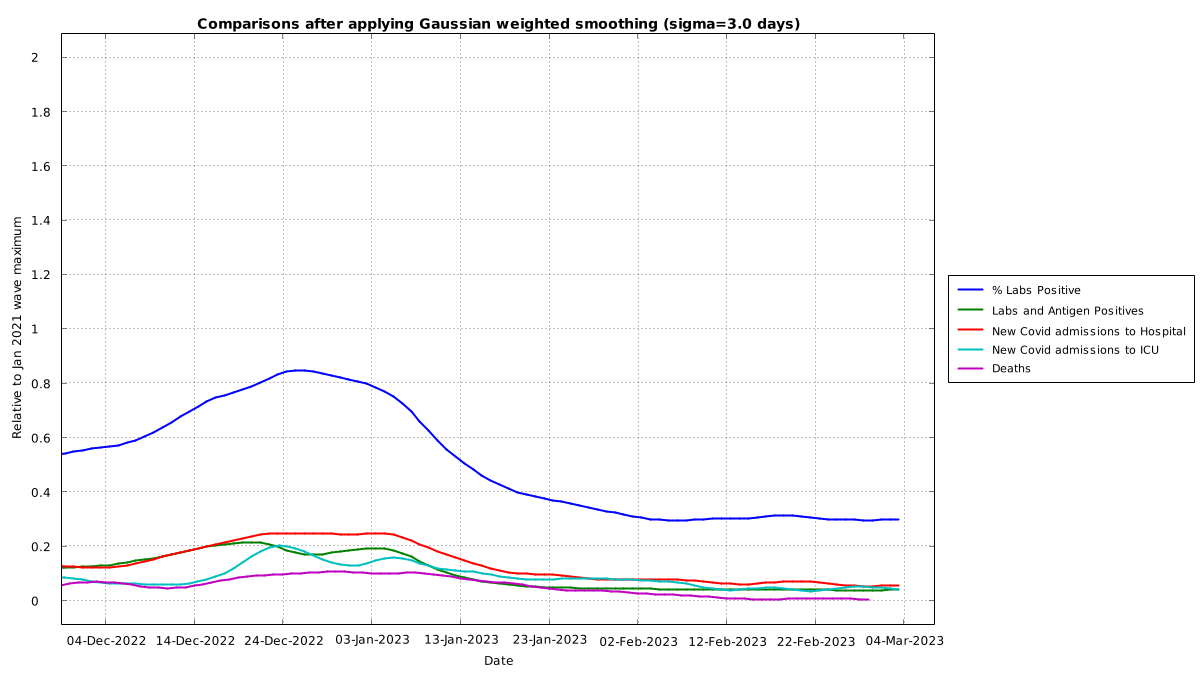 Comparisons after applying Gaussian weighted smoothing (sigma=3.0 days)
Relative to Jan 2021 wave maximum
2
1.8
1.6
1.4
1.2
1
0.8
0.6
0.4
0.2
0
04-Dec-2022 14-Dec-2022 24-Dec-2022 03-Jan-2023 13-Jan-2023 23-Jan-2023 02-Feb-2023 12-Feb-2023 22-Feb-2023 04-Mar-2023
Date
% Labs Positive
Labs and Antigen Positives
New Covid admissions to Hospital
New Covid admissions to ICU
Deaths